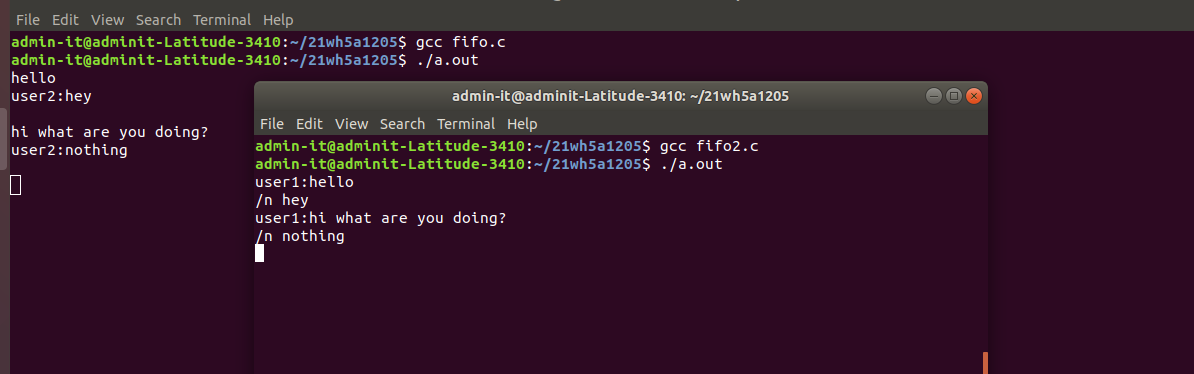 File Edit View Search Terminal Help
admin-it@adminit-Latitude-3410:~/21wh5a1205$ gcc fifo.c
admin-it@adminit-Latitude-3410:~/21wh5a1205$ ./a.out
hello
user2:hey
hi what are you doing?
user2:nothing
admin-it@adminit-Latitude-3410: ~/21wh5a1205
File Edit View Search Terminal Help
admin-it@adminit-Latitude-3410:~/21wh5a1205$ gcc fifo2.c
admin-it@adminit-Latitude-3410:~/21wh5a1205$ ./a.out
user1:hello
/n hey
user1:hi what are you doing?
/n nothing